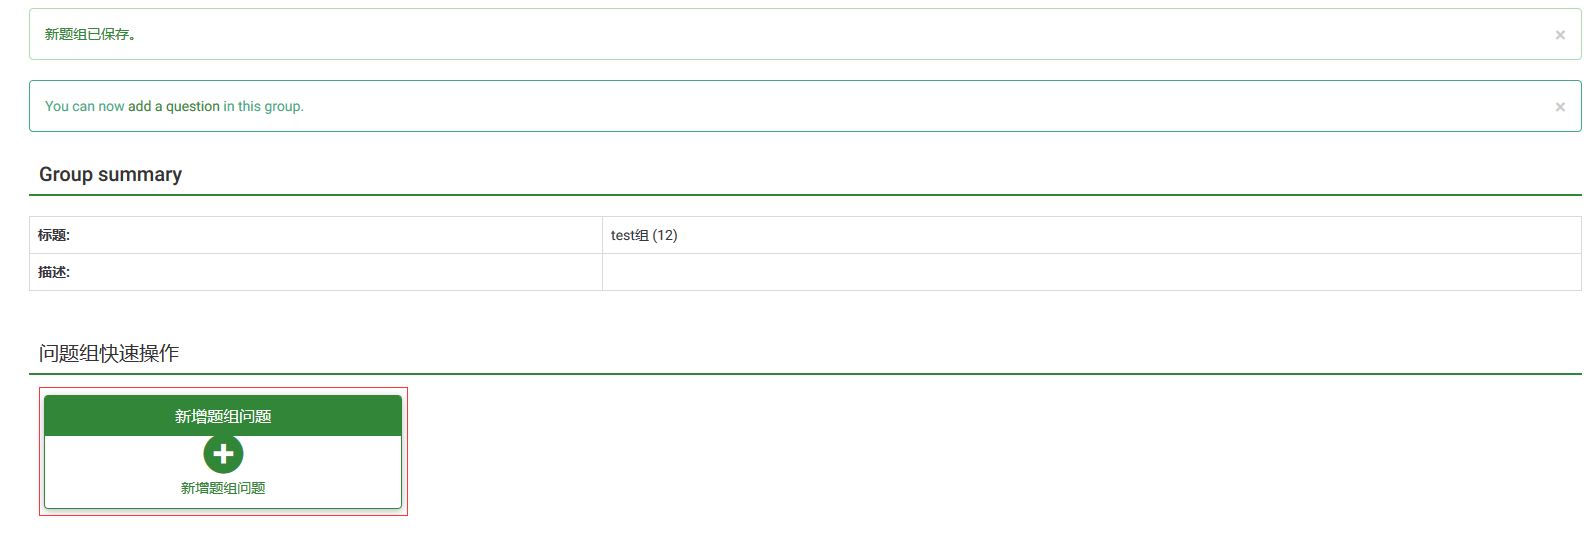 新题组已保存。
×
You can now add a question in this group.
×
Group summary
标题: test组 (12)
描述:
问题组快速操作
新增题组问题
新增题组问题